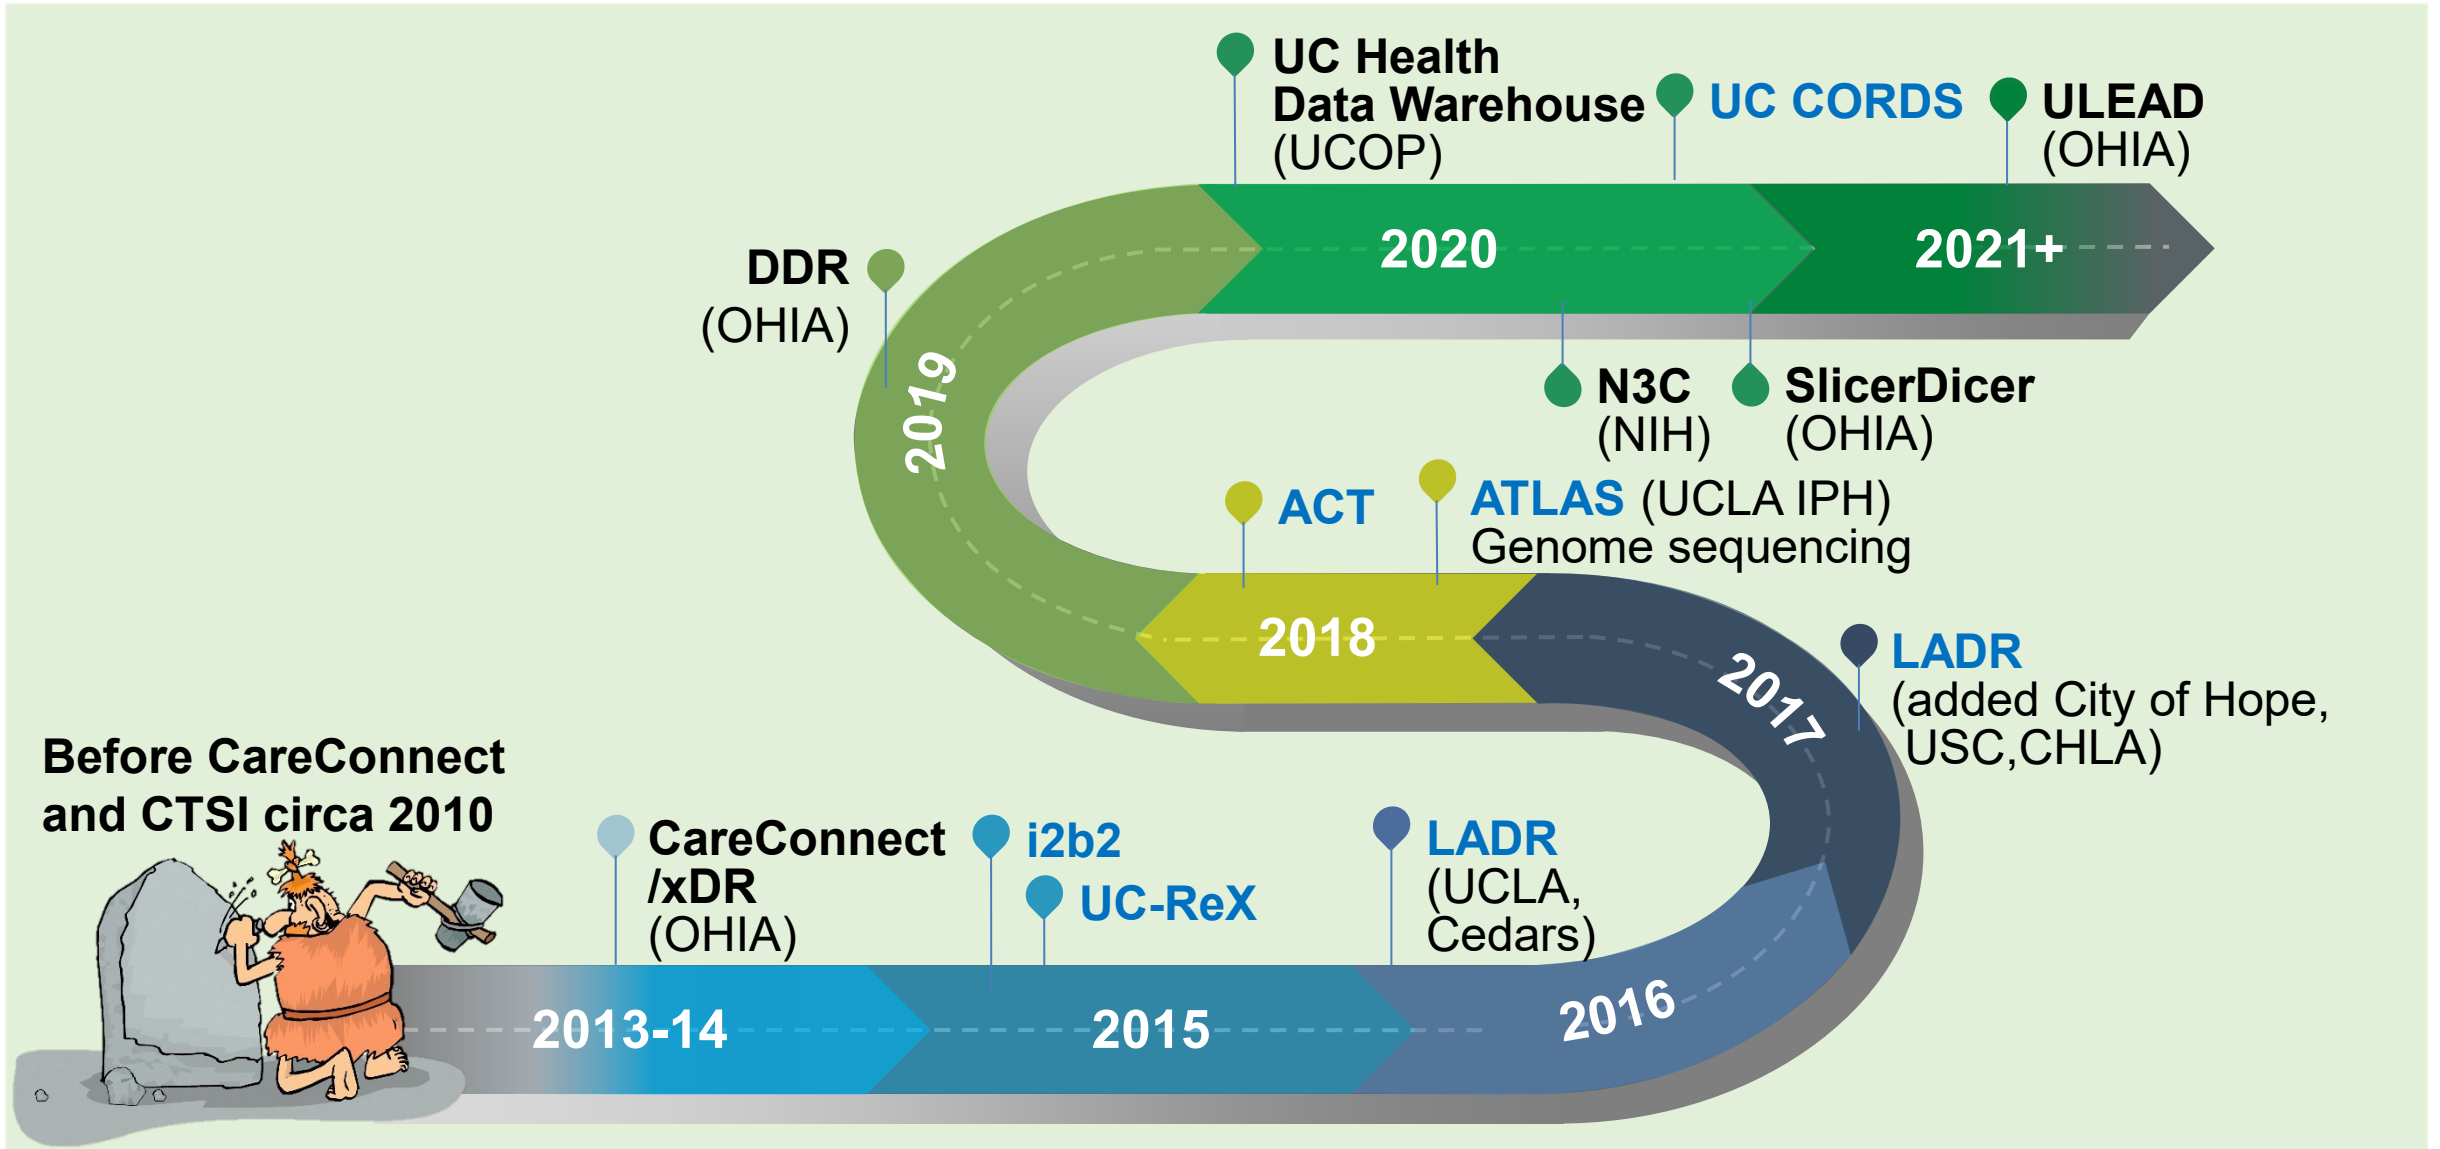 UC Health
Data Warehouse
(UCOP)
UC CORDS
ULEAD
(OHIA)
2020
2021+
DDR
(OHIA)
2019
N3C
(NIH)
SlicerDicer
(OHIA)
ACT
ATLAS (UCLA IPH)
Genome sequencing
2018
2017
LADR
(added City of Hope,
USC,CHLA)
Before CareConnect
and CTSI circa 2010
CareConnect
/xDR
(OHIA)
i2b2
UC-ReX
LADR
(UCLA,
Cedars)
2013-14
2015
2016